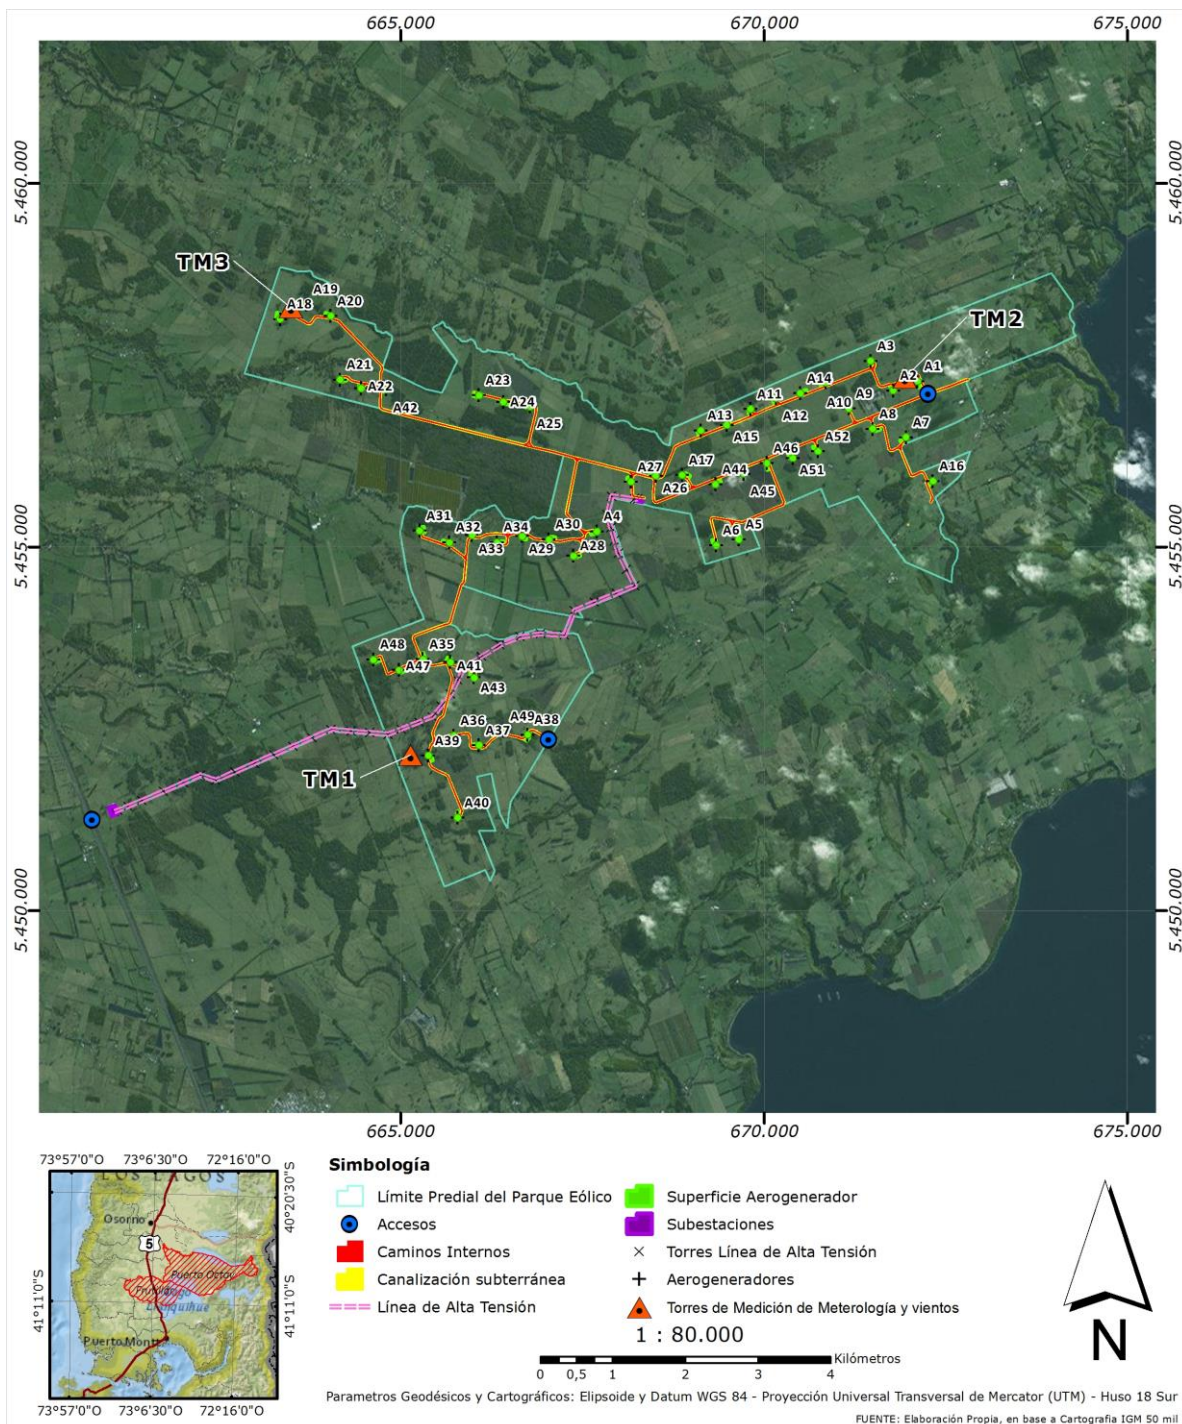 665.000 670.000 675.000
5.460.000 5.460.000
TM3
A19
A18 A20
TM2
A3
A1
A2
A21
A22
A23
A14
A9
A24
A11
A10
A42
A12
A8
A25
A13
A7
A15
A52
A46
A27 A17
A44
A51
A16
A26
A45
A31
A4
A32 A34 A30
A5
A6
A33 A29 A28
5.455.000 5.455.000
A48 A35
A47 A41
A43
A36 A49 A38
A37
A39
TM1
A40
5.450.000 5.450.000
665.000 670.000 675.000
73°57'0"O 73°6'30"O 72°16'0"O
LOS LAGOS
Osorno
5
Puerto Octay
Llanquihue
Puerto Montt
40°20'30"S
41°11'0"S 41°11'0"S
73°57'0"O 73°6'30"O 72°16'0"O
Simbología
Límite Predial del Parque Eólico
Accesos
Caminos Internos
Canalización subterránea
Línea de Alta Tensión
Superficie Aerogenerador
Subestaciones
Torres Línea de Alta Tensión
Aerogeneradores
Torres de Medición de Meterología y vientos
1 : 80.000
Kilómetros
0 0,5 1 2 3 4
N
Parametros Geodésicos y Cartográficos: Elipsoide y Datum WGS 84 - Proyección Universal Transversal de Mercator (UTM) - Huso 18 Sur
FUENTE: Elaboración Propia, en base a Cartografia IGM 50 mil